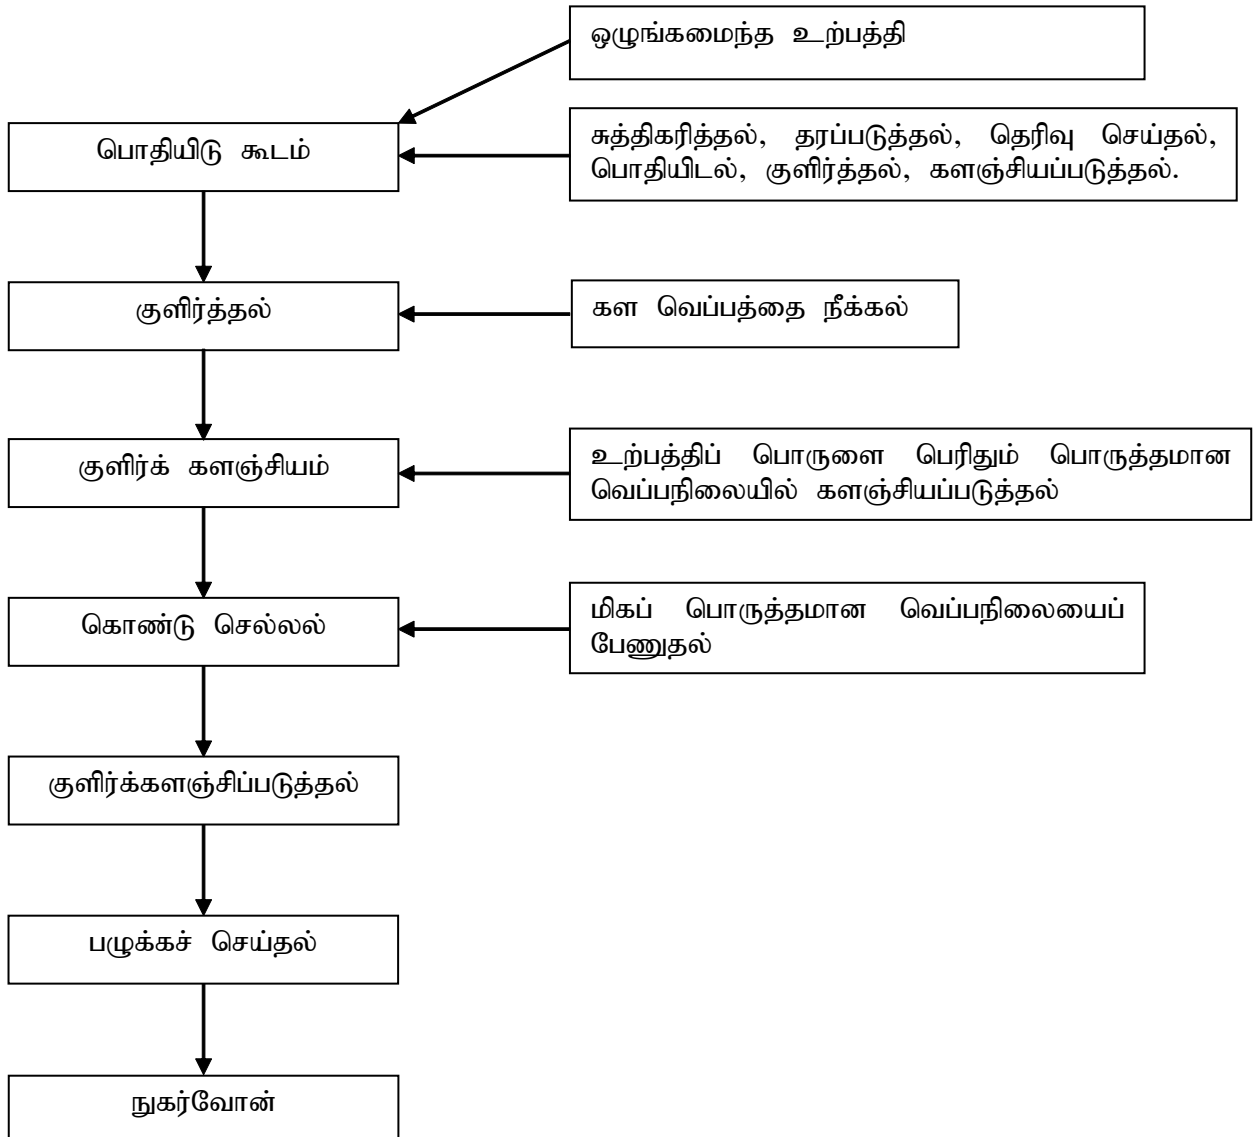 ஒழுங்கமைந்த உற்பத்தி
பொதியிடு கூடம்
சுத்திகரித்தல், தரப்படுத்தல், தெரிவு செய்தல்,
பொதியிடல், குளிர்த்தல், களஞ்சியப்படுத்தல்.
குளிர்த்தல்
கள வெப்பத்தை நீக்கல்
குளிர்க் களஞ்சியம்
உற்பத்திப் பொருளை பெரிதும் பொருத்தமான
வெப்பநிலையில் களஞ்சியப்படுத்தல்
கொண்டு செல்லல்
மிகப் பொருத்தமான வெப்பநிலையைப்
பேணுதல்
குளிர்க்களஞ்சிப்படுத்தல்
பழுக்கச் செய்தல்
நுகர்வோன்